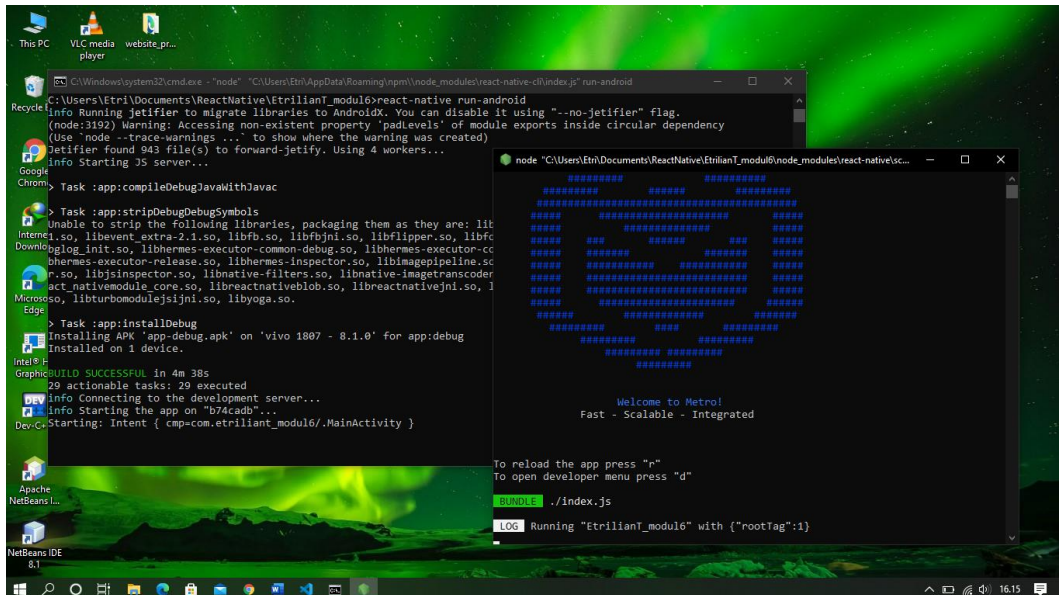 This PC
VLC media player
website_pr...
Recycle
Google
Chrom
Interne
Downlo
Microso
Edge
Intel® H
Graphic
Dev-C+
Apache
NetBeans I...
NetBeans IDE
8.1
C:\Windows\system32\cmd.exe - "node" "C:\Users\Etri\AppData\Roaming\npm\\node_modules\react-native-cli\index.js" run-android
C:\Users\Etri\Documents\ReactNative\EtrilianT_modul6>react-native run-android
info Running jetifier to migrate libraries to AndroidX. You can disable it using "--no-jetifier" flag.
(node:3192) Warning: Accessing non-existent property 'padLevels' of module exports inside circular dependency
(Use `node --trace-warnings ...` to show where the warning was created)
Jetifier found 943 file(s) to forward-jetify. Using 4 workers...
info Starting JS server...
> Task :app:compileDebugJavaWithJavac
> Task :app:stripDebugDebugSymbols
Unable to strip the following libraries, packaging them as they are: lib
1.so, libevent_extra-2.1.so, libfb.so, libfbjni.so, libflipper.so, libfo
bglog_init.so, libhermes-executor-common-debug.so, libhermes-executor-co
bhermes-executor-release.so, libhermes-inspector.so, libimagepipeline.so
r.so, libjsinspector.so, libnative-filters.so, libnative-imagetranscoder
act_nativemodule_core.so, libreactnativeblob.so, libreactnativejni.so, l
so, libturbomodulejsijni.so, libyoga.so.
> Task :app:installDebug
Installing APK 'app-debug.apk' on 'vivo 1807 - 8.1.0' for app:debug
Installed on 1 device.
BUILD SUCCESSFUL in 4m 38s
29 actionable tasks: 29 executed
info Connecting to the development server...
info Starting the app on "b74cadb"...
Starting: Intent { cmp=com.etriliant_modul6/.MainActivity }
node "C:\Users\Etri\Documents\ReactNative\EtrilianT_modul6\node_modules\react-native\sc...
Welcome to Metro!
Fast - Scalable - Integrated
To reload the app press "r"
To open developer menu press "d"
BUNDLE ./index.js
LOG Running "EtrilianT_modul6" with {"rootTag":1}
16.15